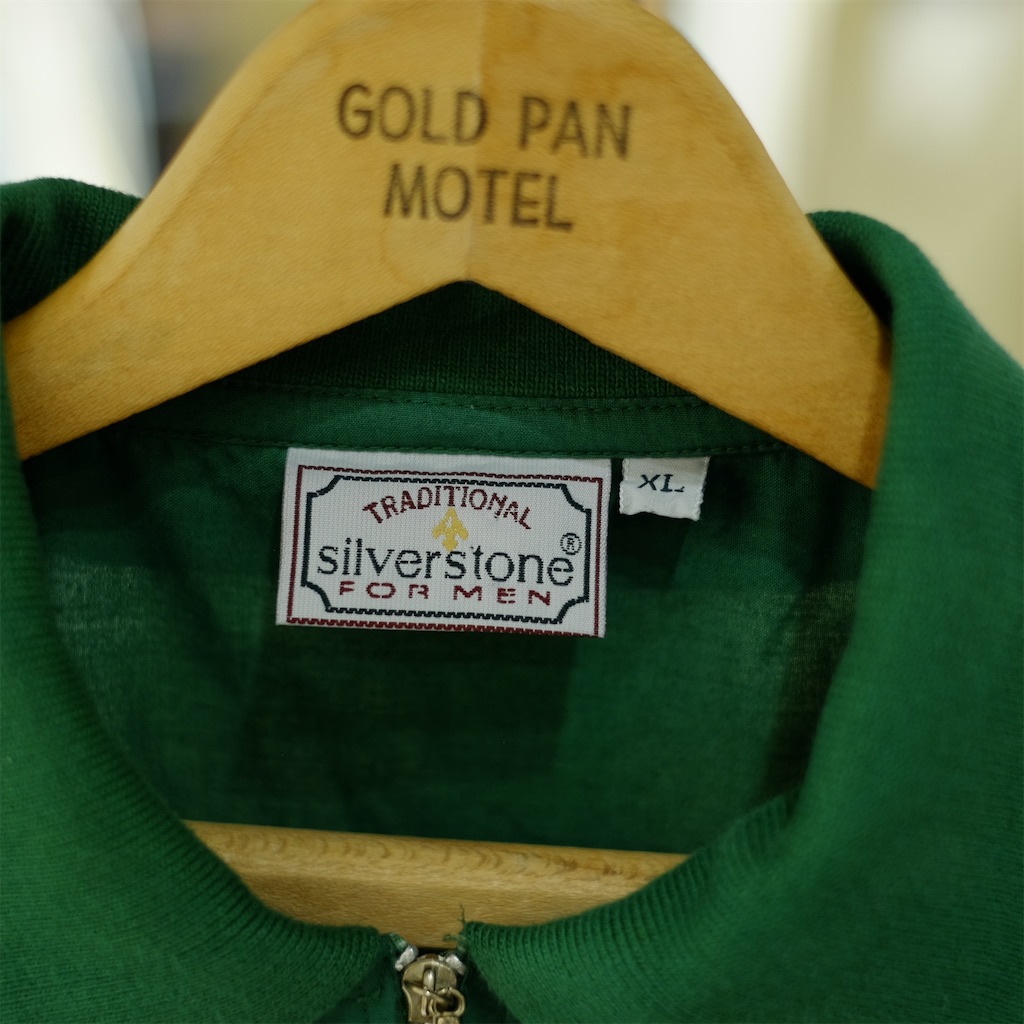 GOLD PAN
MOTEL
TRADITIONAL
silverstone®
FOR MEN
XL